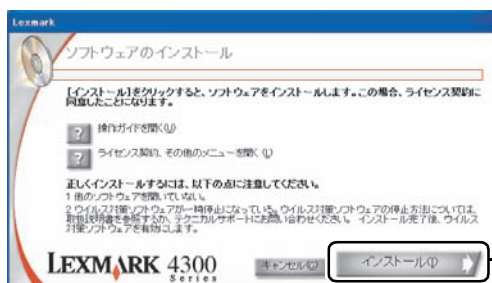 Lexmark
ソフトウェアのインストール
[インストール]をクリックすると、ソフトウェアをインストールします。この場合、ライセンス契約に
同意したことになります。
? 操作ガイドを開く(U)
? ライセンス契約、その他のメニューを開く(L)
正しくインストールするには、以下の点に注意してください。
1 他のソフトウェアを開いていない。
2 ウイルス対策ソフトウェアが一時停止になっている。ウイルス対策ソフトウェアの停止方法については、
取扱説明書を参照するか、テクニカルサポートにお問い合わせください。 インストール完了後、ウイルス
対策ソフトウェアを有効にします。
LEXMARK 4300
Series
キャンセル(C)
インストール(I)